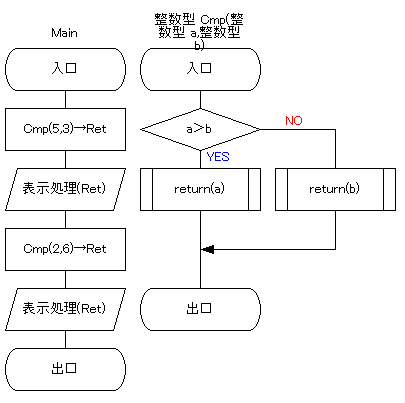 Main
入口
Cmp(5,3)→Ret
表示処理(Ret)
Cmp(2,6)→Ret
表示処理(Ret)
出口
整数型 Cmp(整
数型 a,整数型
b)
入口
a＞b
YES
NO
return(a)
return(b)
出口